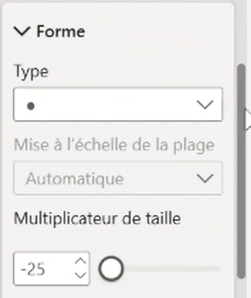 Forme
Type
Mise à l'échelle de la plage
Automatique
Multiplicateur de taille
-25